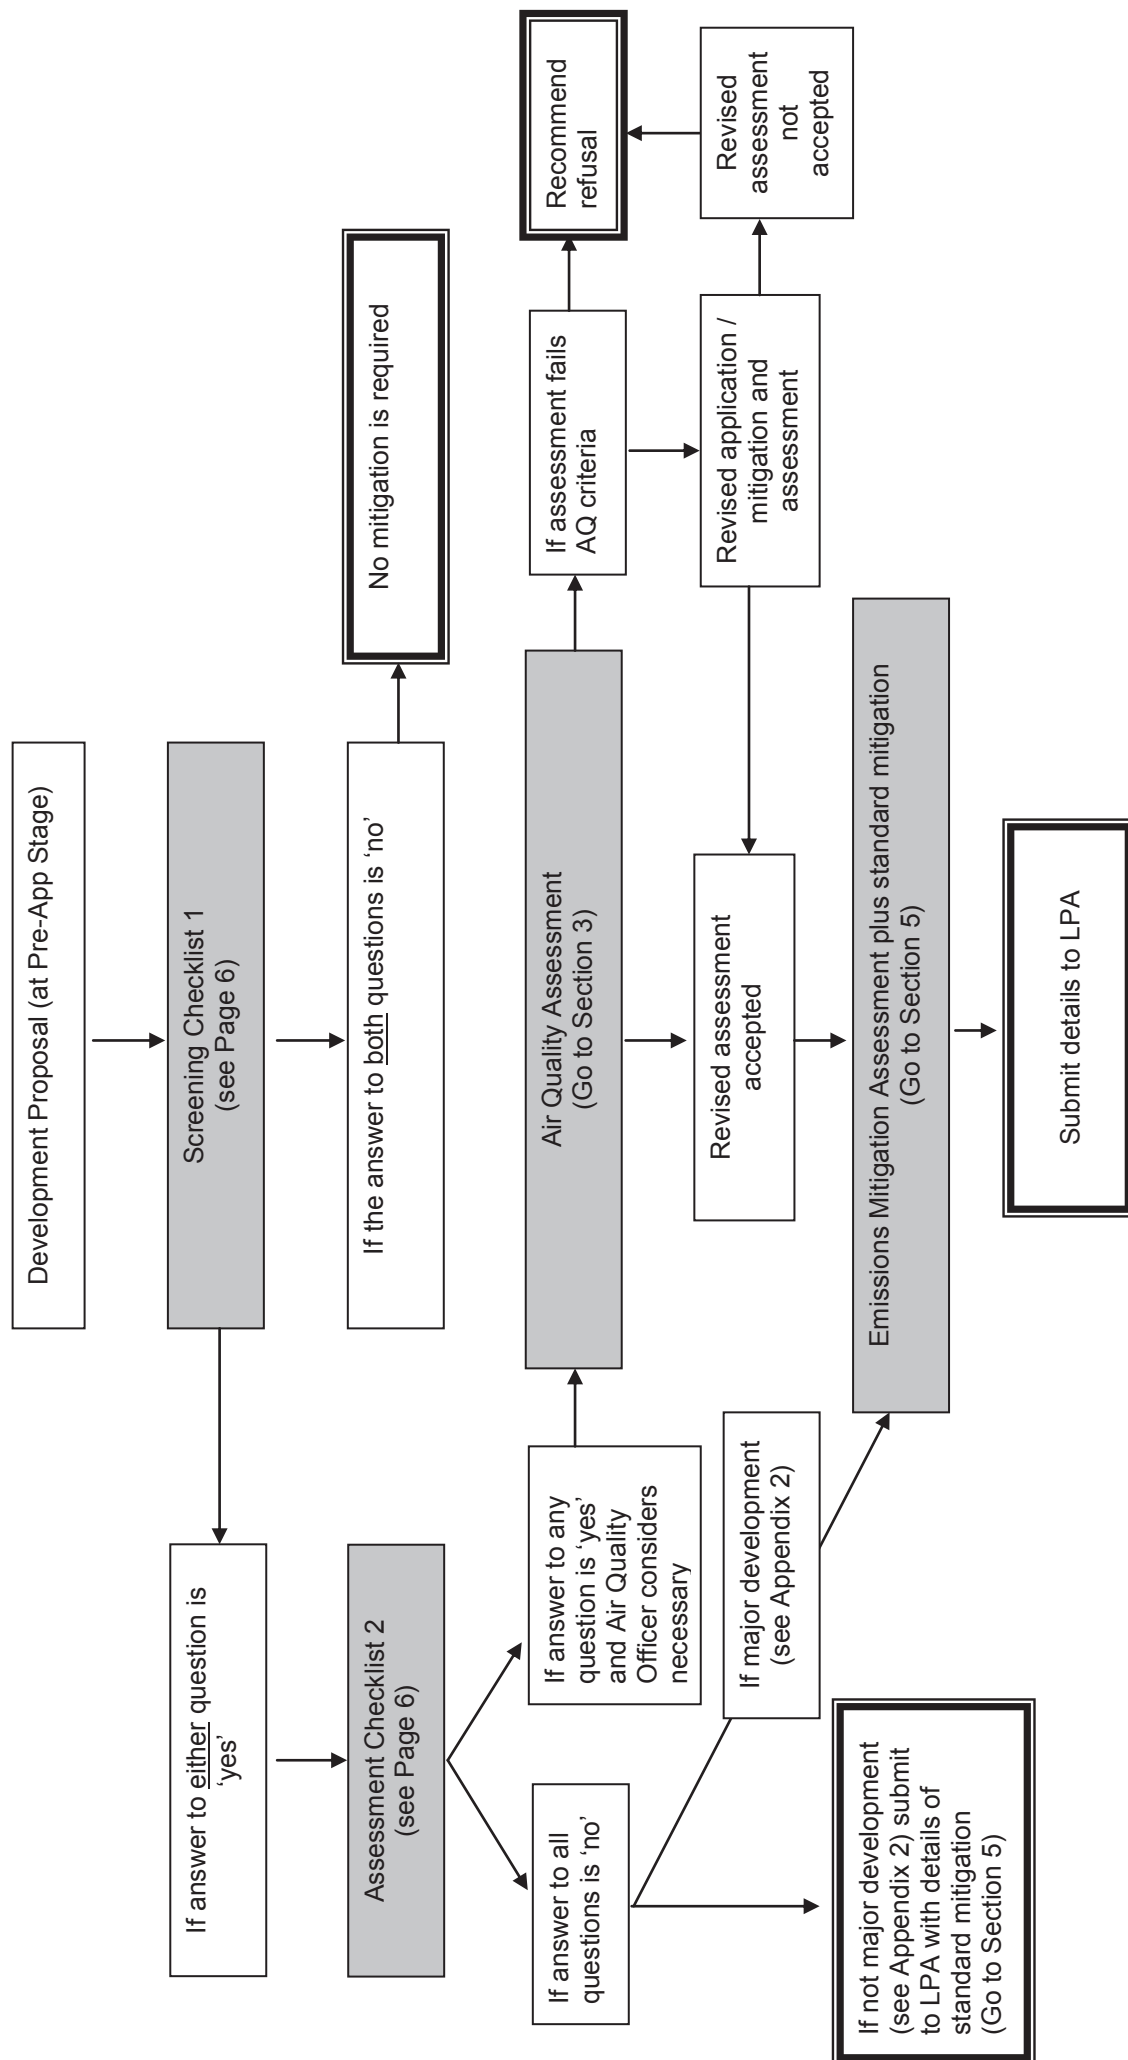 Development Proposal (at Pre-App Stage)
Screening Checklist 1
(see Page 6)
If answer to either question is
‘yes’
If the answer to both questions is ‘no’
No mitigation is required
Assessment Checklist 2
(see Page 6)
If answer to all
questions is ‘no’
If answer to any
question is ‘yes’
and Air Quality
Officer considers
necessary
Air Quality Assessment
(Go to Section 3)
If assessment fails
AQ criteria
Recommend
refusal
If major development
(see Appendix 2)
Revised assessment
accepted
Revised application /
mitigation and
assessment
Revised
assessment
not
accepted
If not major development
(see Appendix 2) submit
to LPA with details of
standard mitigation
(Go to Section 5)
Emissions Mitigation Assessment plus standard mitigation
(Go to Section 5)
Submit details to LPA